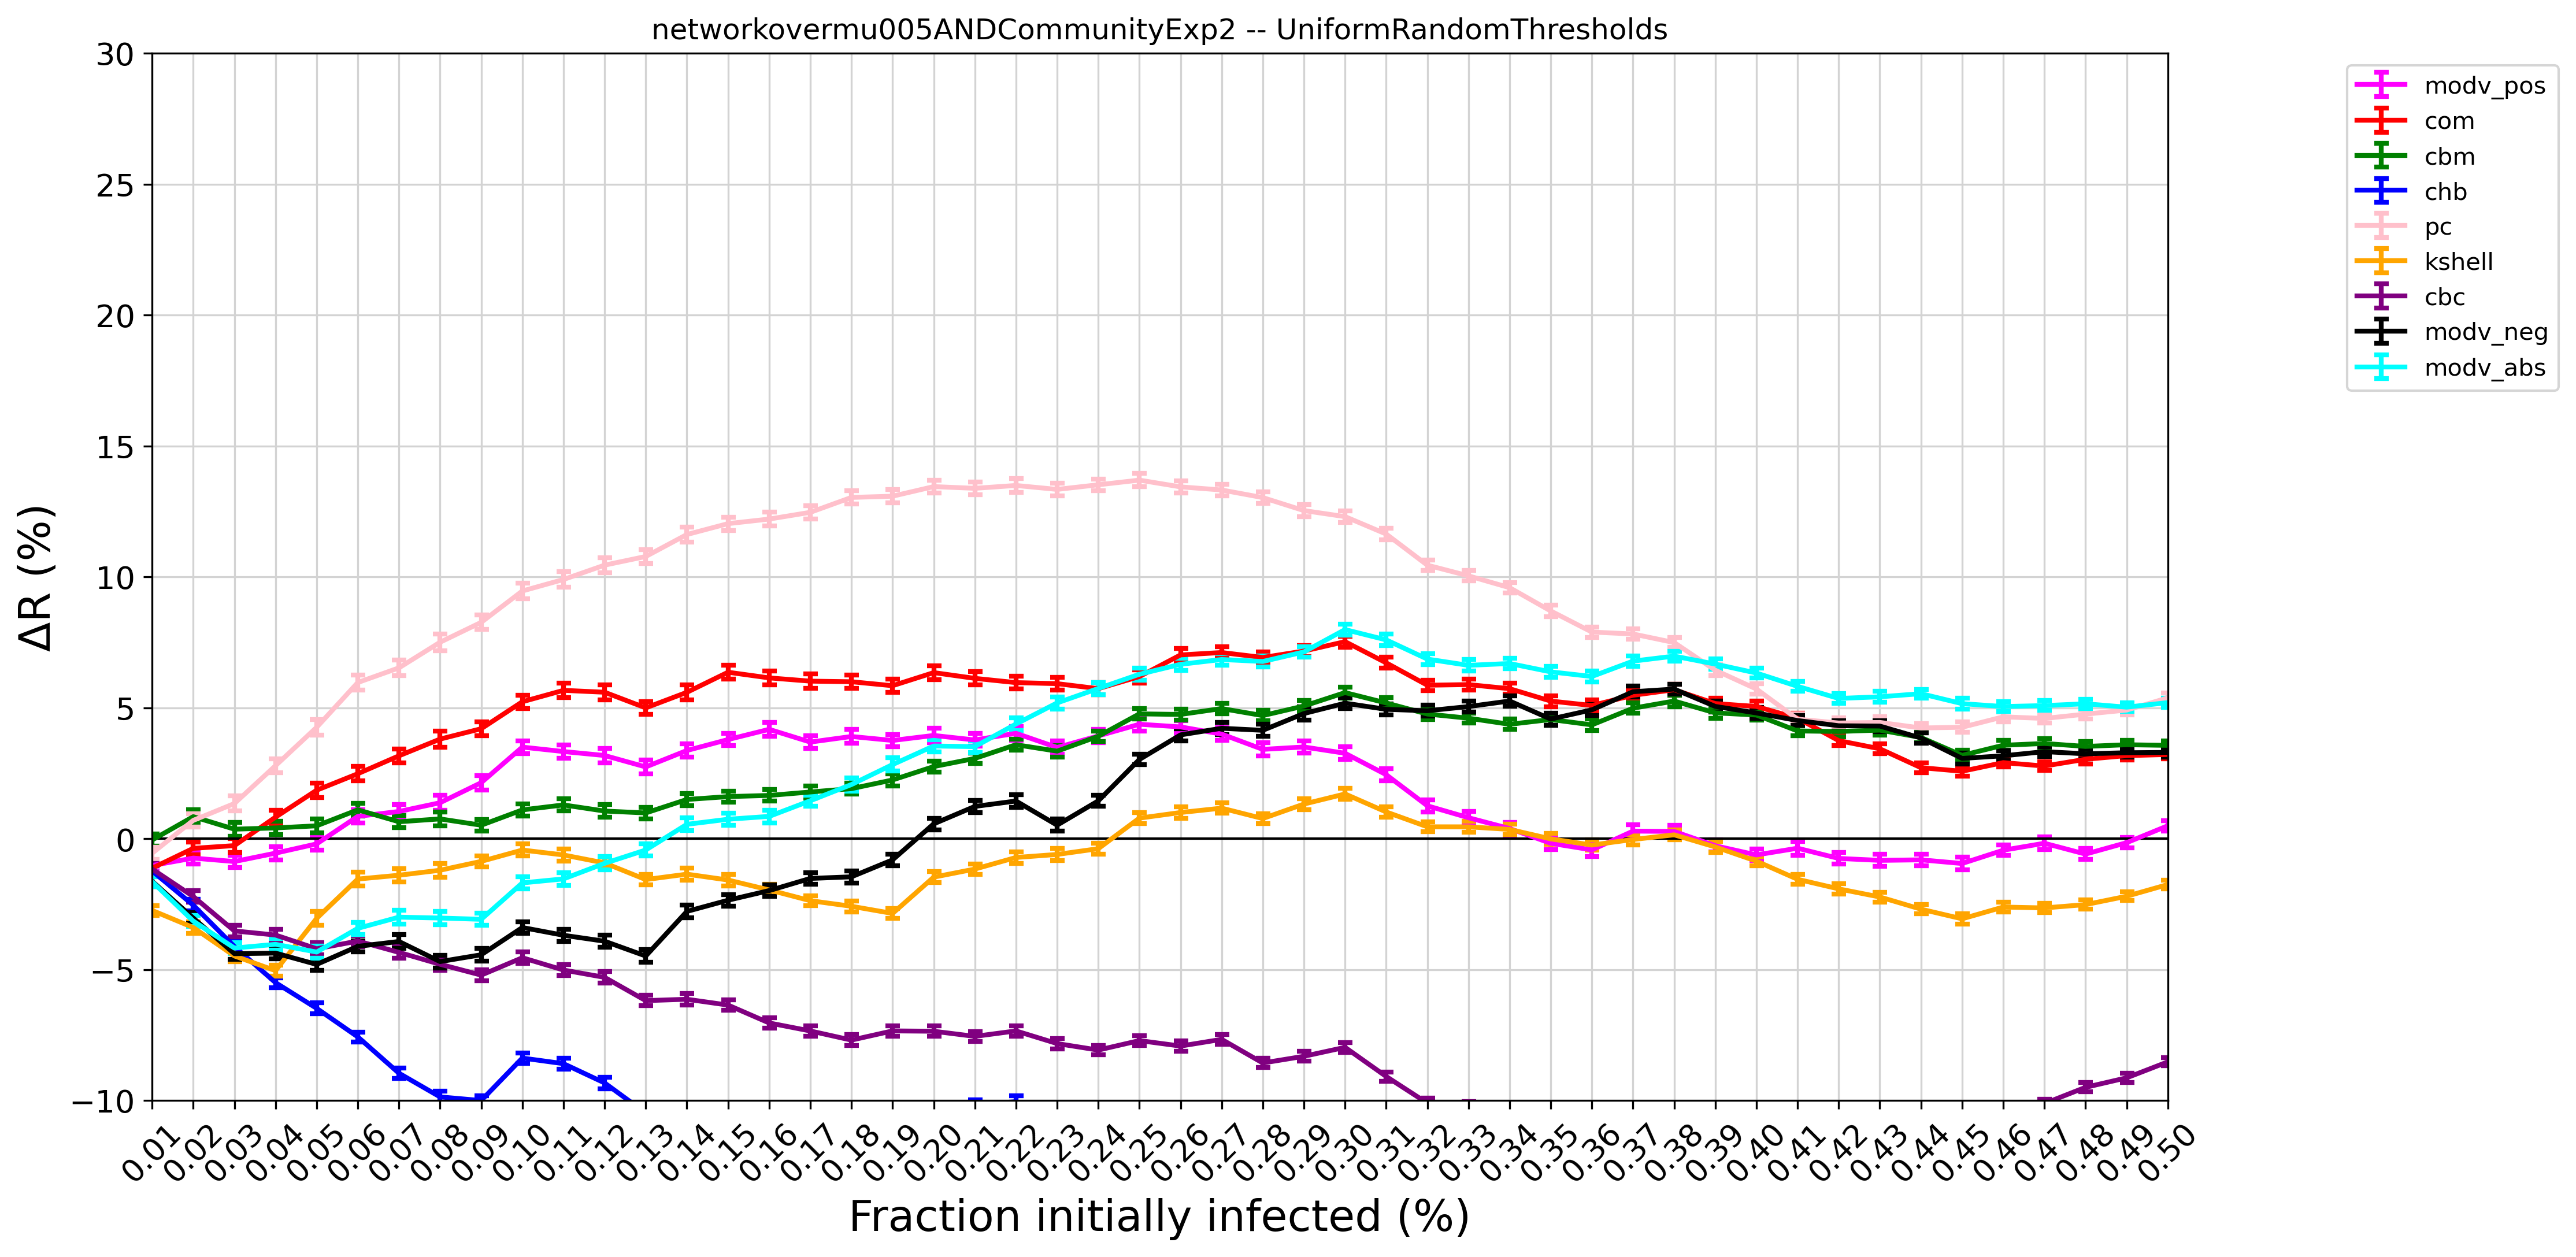 networkovermu005ANDCommunityExp2 -- UniformRandomThresholds
30
25
20
15
10
5
0
−5
−10
ΔR (%)
0.01 0.02 0.03 0.04 0.05 0.06 0.07 0.08 0.09 0.10 0.11 0.12 0.13 0.14 0.15 0.16 0.17 0.18 0.19 0.20 0.21 0.22 0.23 0.24 0.25 0.26 0.27 0.28 0.29 0.30 0.31 0.32 0.33 0.34 0.35 0.36 0.37 0.38 0.39 0.40 0.41 0.42 0.43 0.44 0.45 0.46 0.47 0.48 0.49 0.50
Fraction initially infected (%)
modv_pos
com
cbm
chb
pc
kshell
cbc
modv_neg
modv_abs